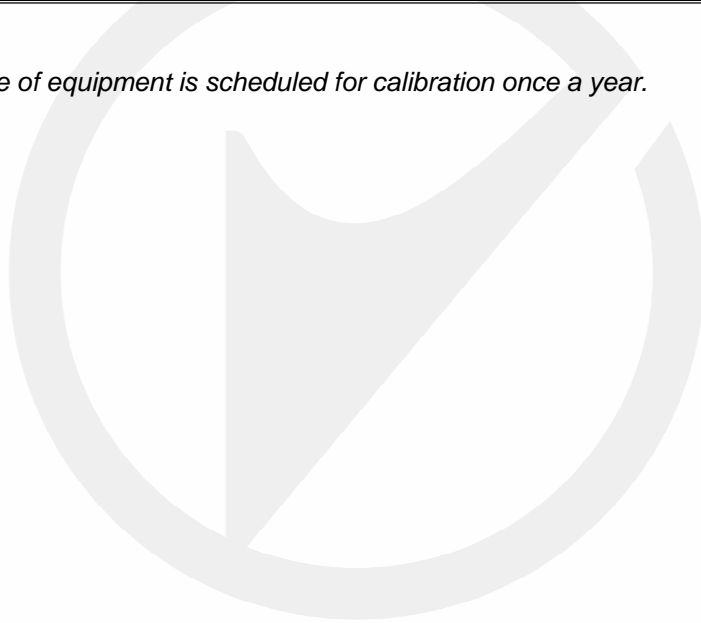 e of equipment is scheduled for calibration once a year.